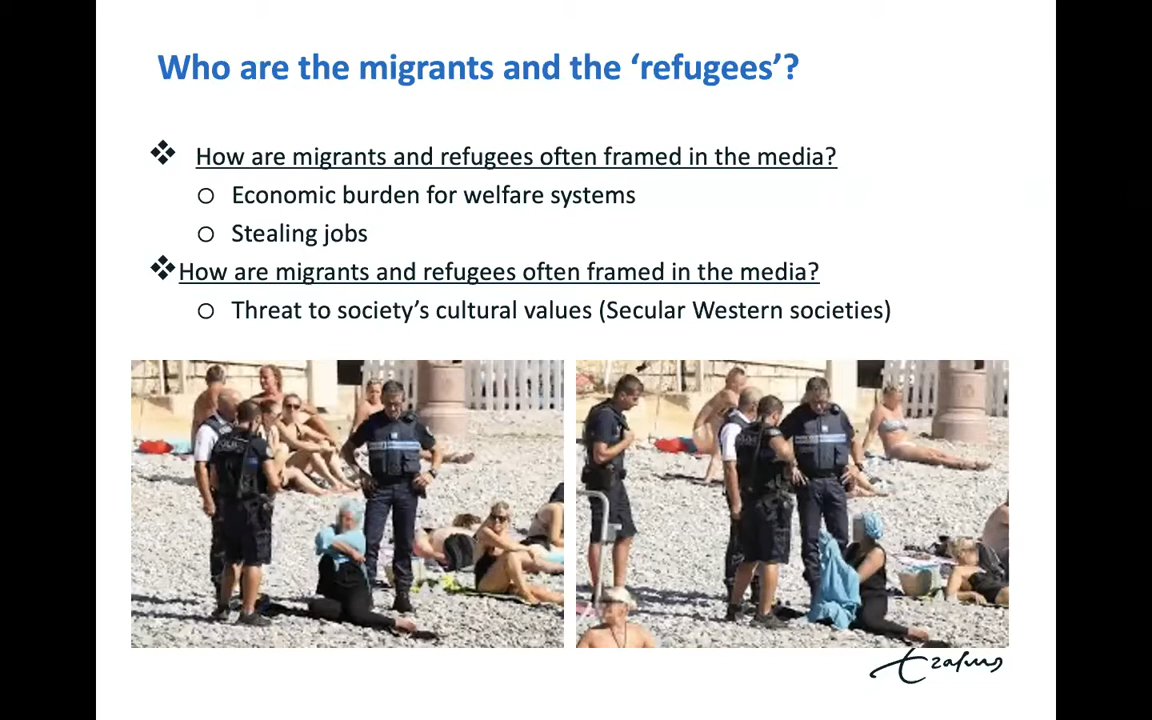 Who are the migrants and the ‘refugees’?
How are migrants and refugees often framed in the media?
Economic burden for welfare systems
Stealing jobs
How are migrants and refugees often framed in the media?
Threat to society’s cultural values (Secular Western societies)
Erasmus